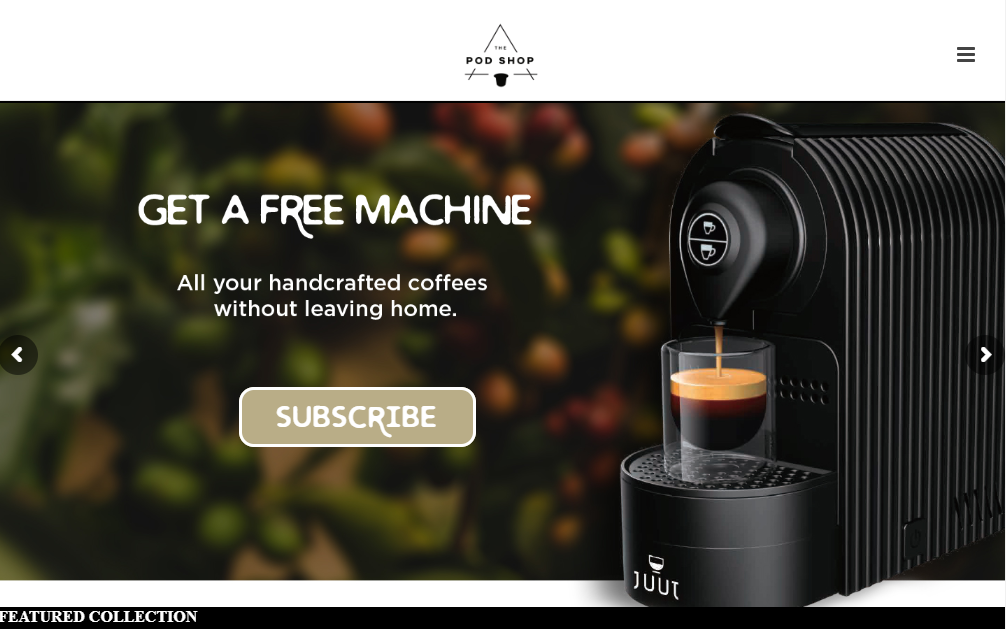 THE
POD SHOP
GET A FREE MACHINE
All your handcrafted coffees
without leaving home.
SUBSCRIBE
JUUT
FEATURED COLLECTION